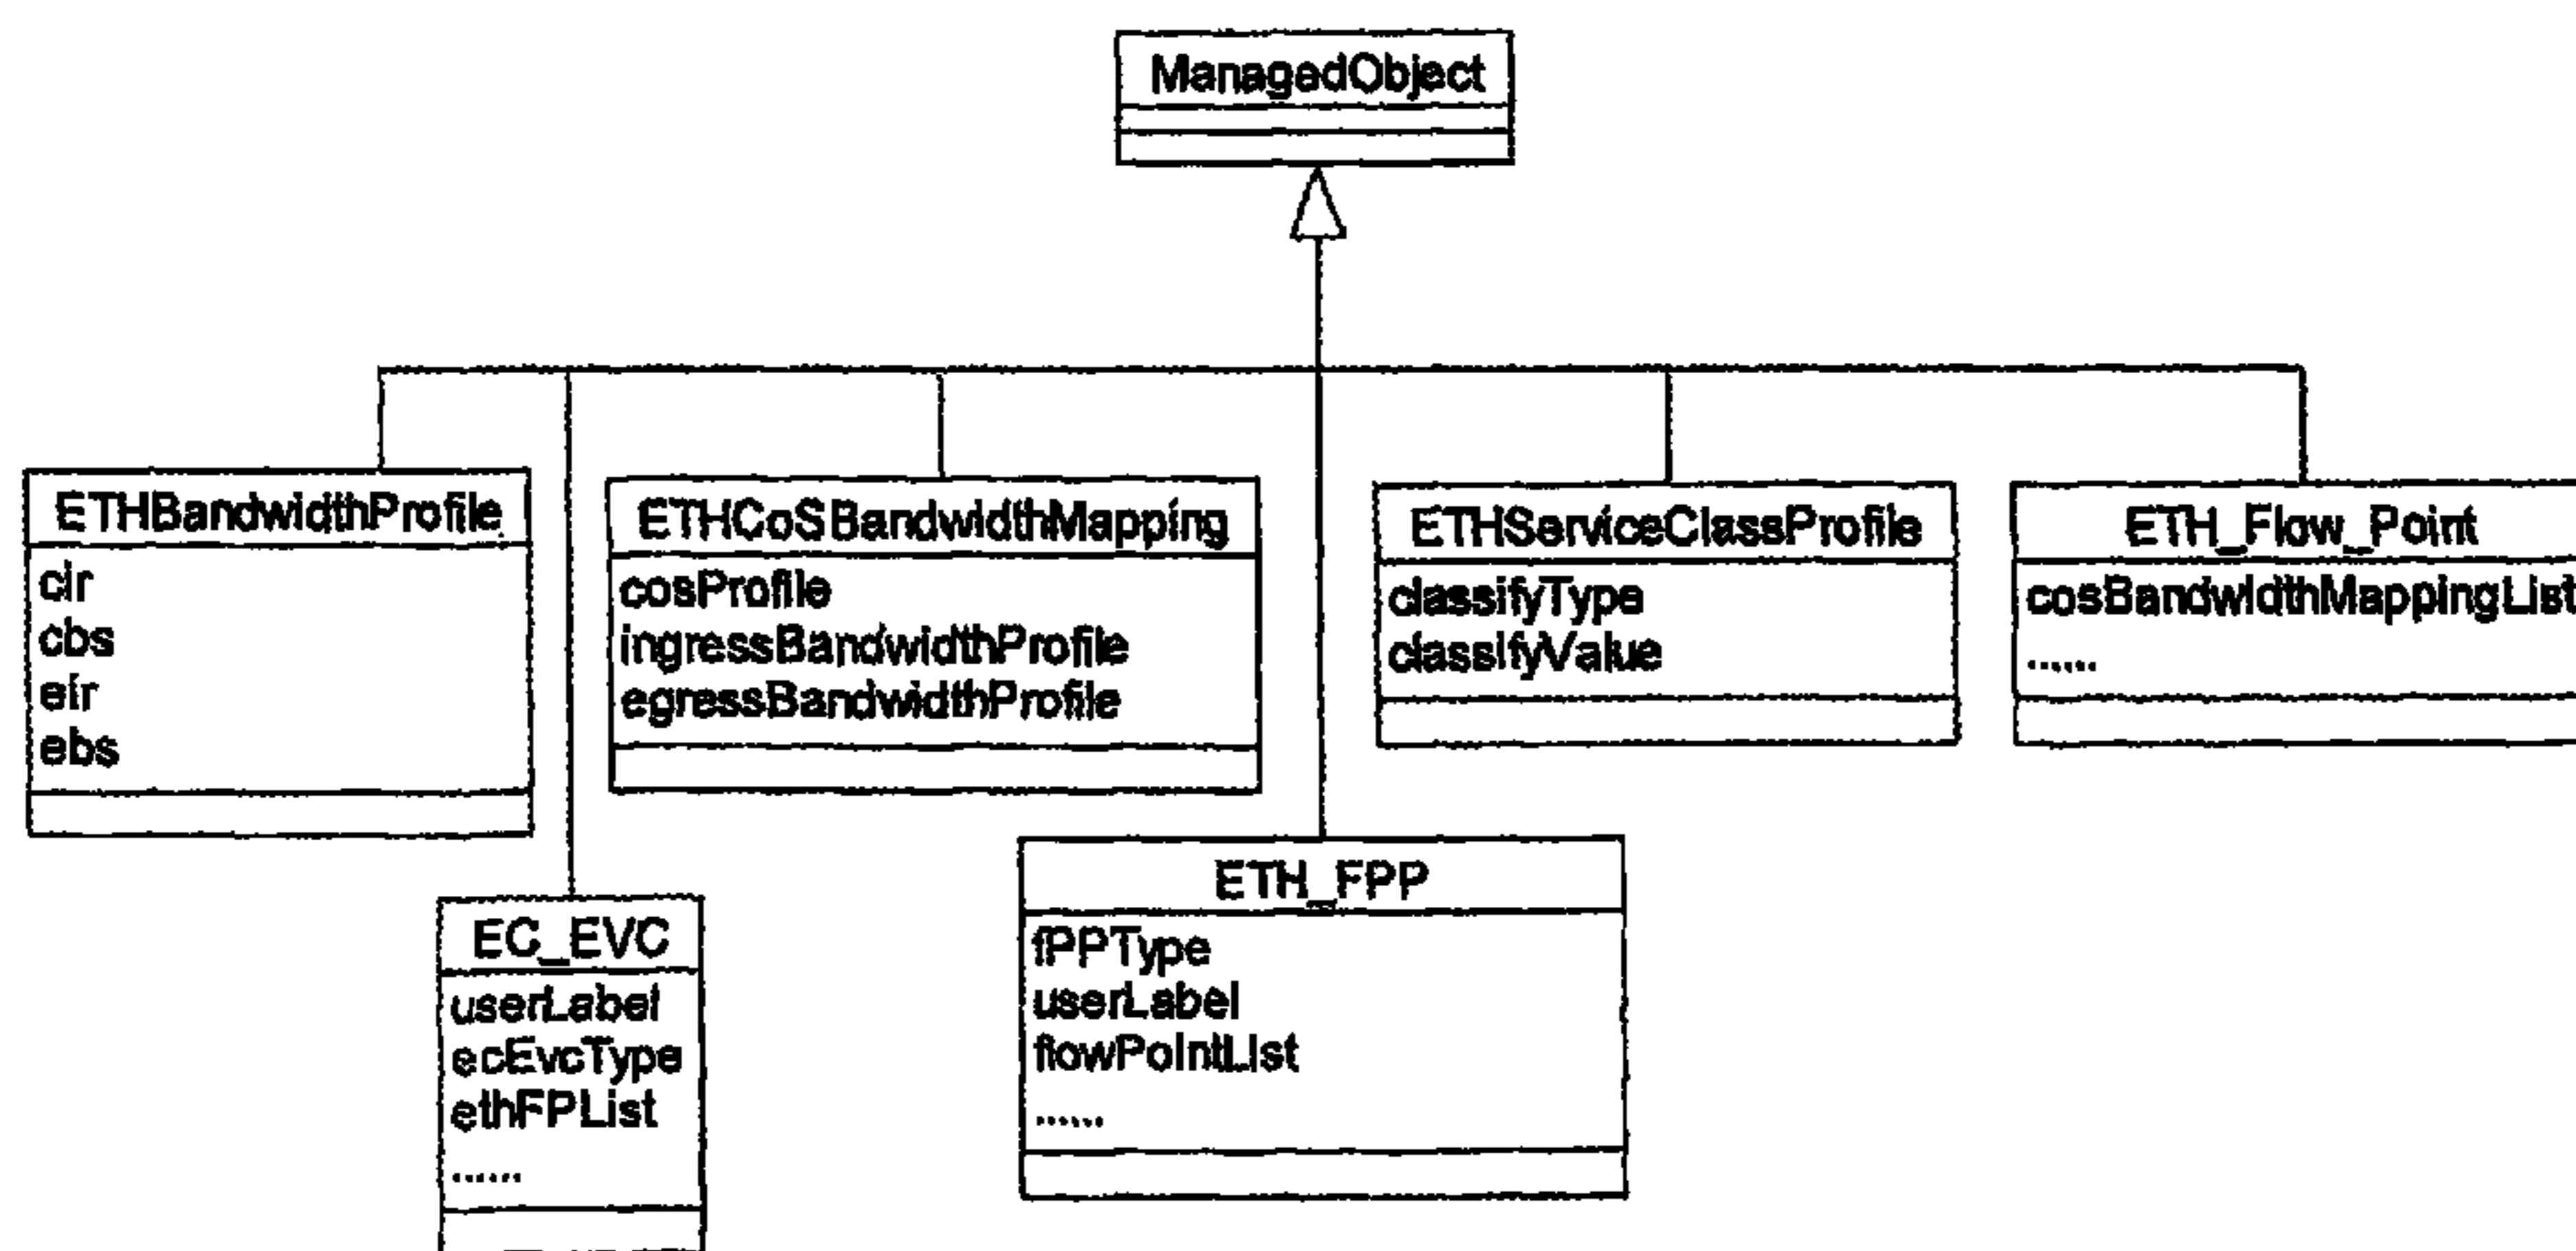 ManagedObject
ETHBandwidthProfile
cir
cbs
eir
ebs
ETHCoSBandwidthMapping
cosProfile
ingressBandwidthProfile
egressBandwidthProfile
ETHServiceClassProfile
classifyType
classifyValue
ETH_Flow_Point
cosBandwidthMappingList
......
EC_EVC
userLabel
ecEvcType
ethFPList
......
ETH_FPP
fPPType
userLabel
flowPointList
......